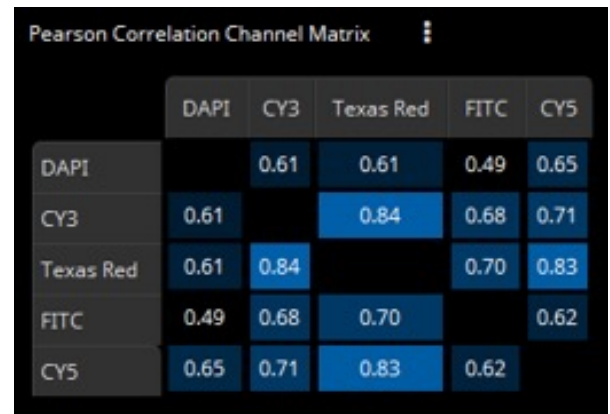 Pearson Correlation Channel Matrix
DAPI CY3 Texas Red FITC CY5
DAPI 0.61 0.61 0.49 0.65
CY3 0.61 0.84 0.68 0.71
Texas Red 0.61 0.84 0.70 0.83
FITC 0.49 0.68 0.70 0.62
CY5 0.65 0.71 0.83 0.62